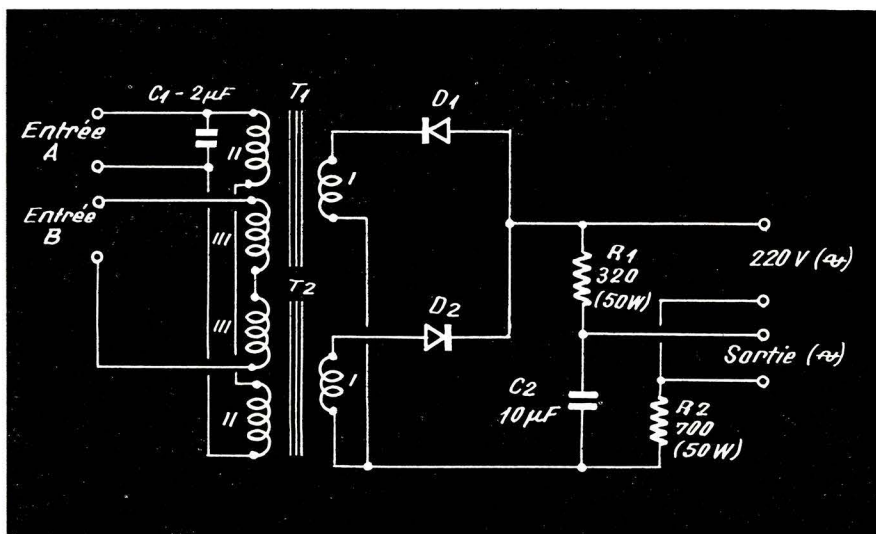 C1 - 2µF
T1
D1
Entrée
A
II
I
Entrée
B
III
220 V (∿)
R1
320
(50W)
T2
D2
III
Sortie (∿)
I
C2
10µF
II
R2
700
(50W)